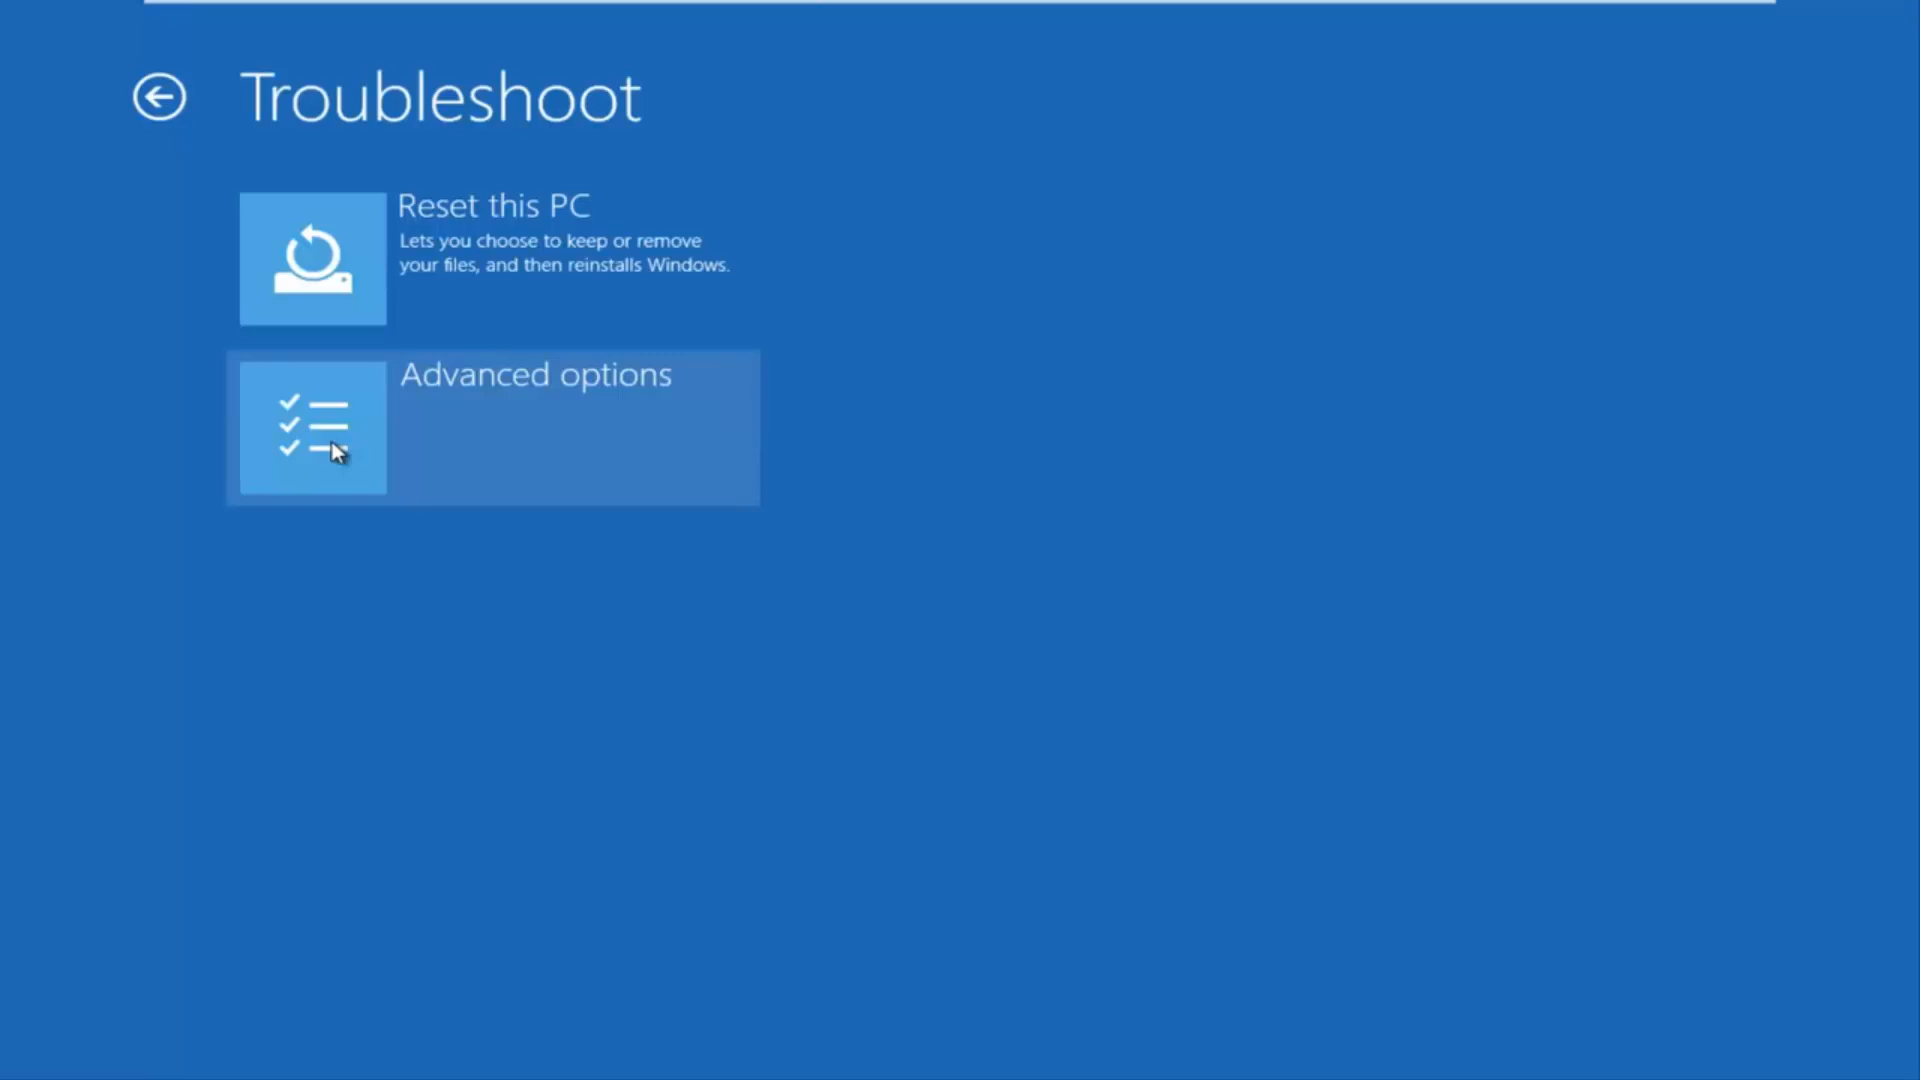 Troubleshoot
Reset this PC
Lets you choose to keep or remove
your files, and then reinstalls Windows.
Advanced options